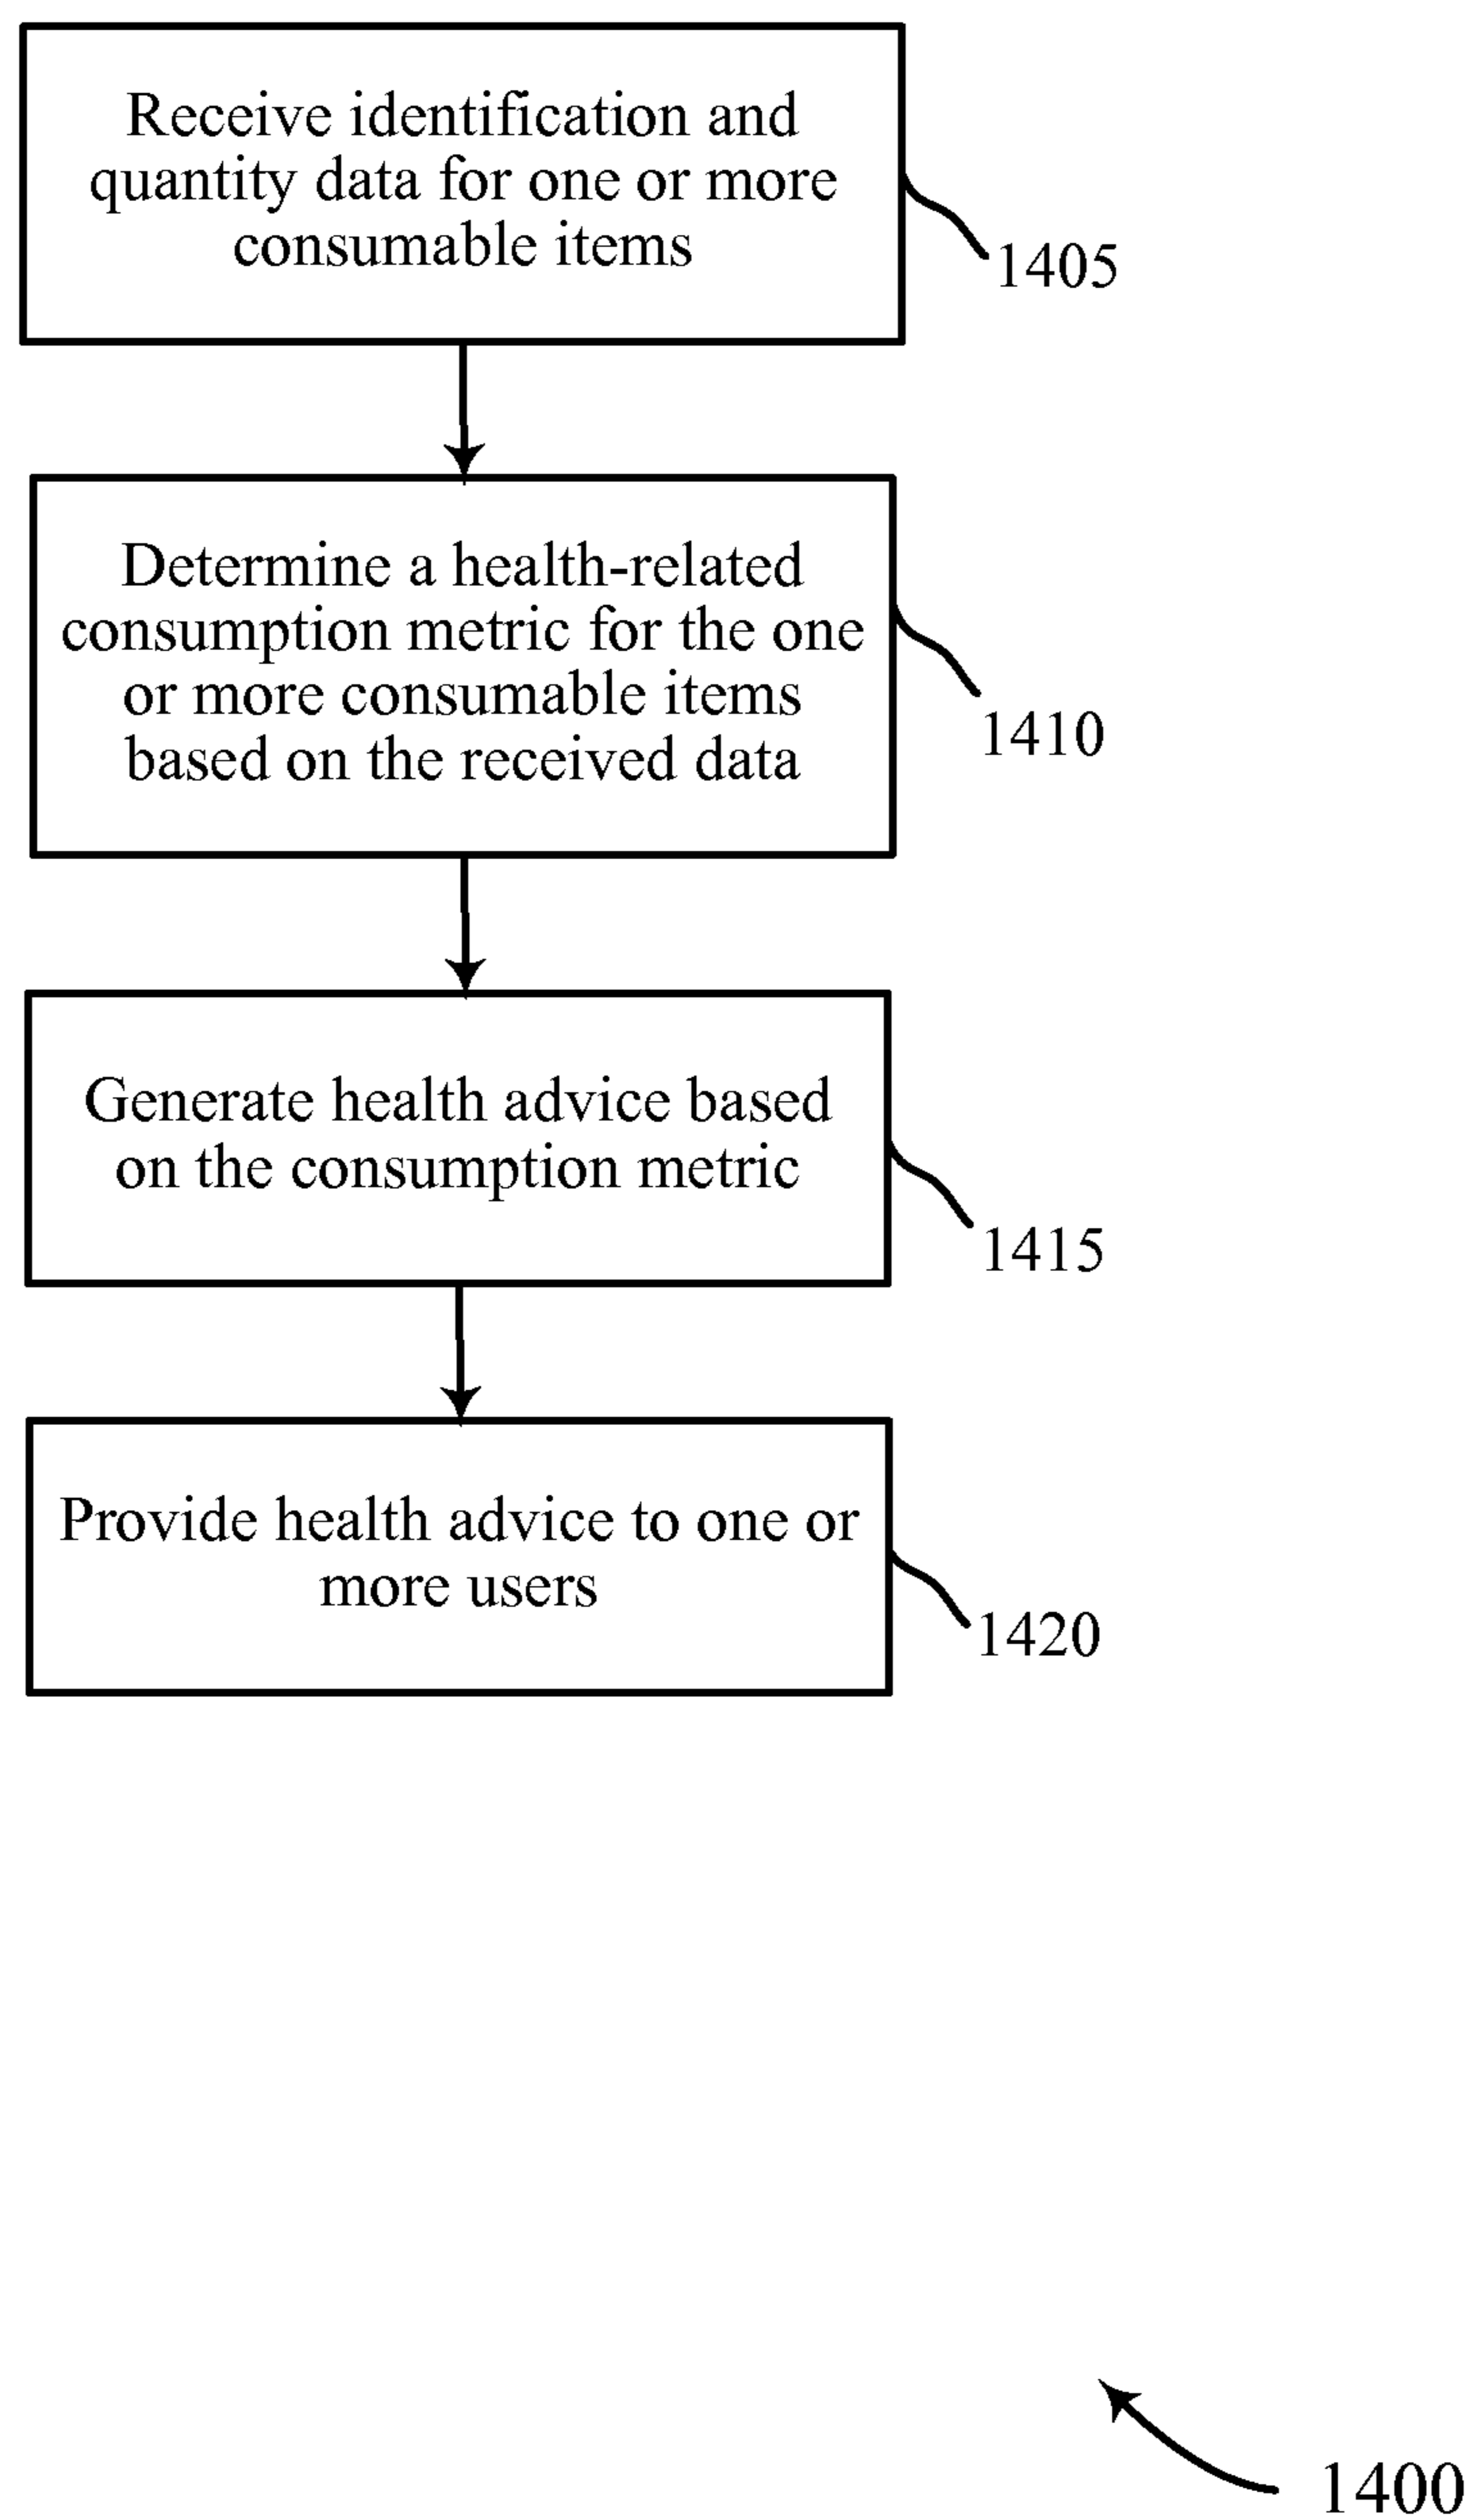 Receive identification and
quantity data for one or more
consumable items
1405
Determine a health-related
consumption metric for the one
or more consumable items
based on the received data
1410
Generate health advice based
on the consumption metric
1415
Provide health advice to one or
more users
1420
1400